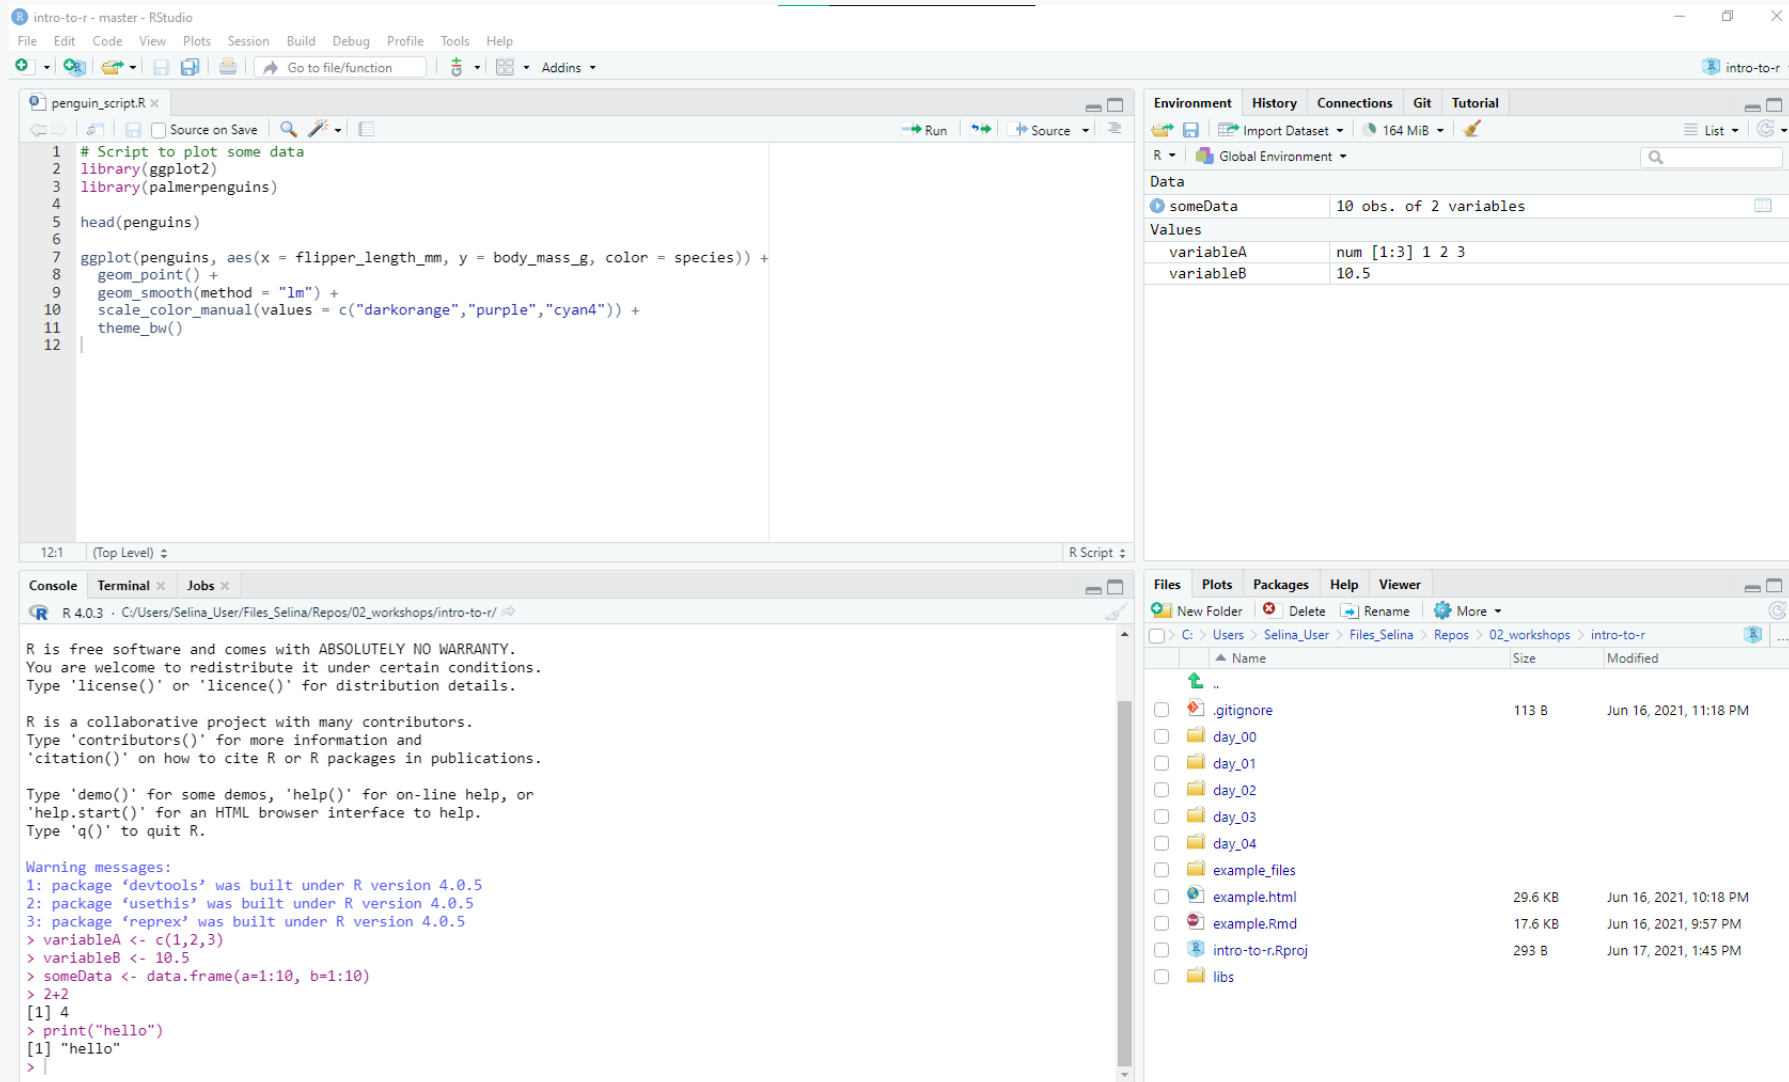 intro-to-r - master - RStudio
File Edit Code View Plots Session Build Debug Profile Tools Help
Go to file/function Addins intro-to-r
penguin_script.R
Source on Save Run Source
1 # Script to plot some data
2 library(ggplot2)
3 library(palmerpenguins)
4
5 head(penguins)
6
7 ggplot(penguins, aes(x = flipper_length_mm, y = body_mass_g, color = species)) +
8 geom_point() +
9 geom_smooth(method = "lm") +
10 scale_color_manual(values = c("darkorange","purple","cyan4")) +
11 theme_bw()
12
12:1 (Top Level) R Script
Console Terminal Jobs
R 4.0.3 · C:/Users/Selina_User/Files_Selina/Repos/02_workshops/intro-to-r/
R is free software and comes with ABSOLUTELY NO WARRANTY.
You are welcome to redistribute it under certain conditions.
Type 'license()' or 'licence()' for distribution details.
R is a collaborative project with many contributors.
Type 'contributors()' for more information and
'citation()' on how to cite R or R packages in publications.
Type 'demo()' for some demos, 'help()' for on-line help, or
'help.start()' for an HTML browser interface to help.
Type 'q()' to quit R.
Warning messages:
1: package ‘devtools’ was built under R version 4.0.5
2: package ‘usethis’ was built under R version 4.0.5
3: package ‘reprex’ was built under R version 4.0.5
> variableA <- c(1,2,3)
> variableB <- 10.5
> someData <- data.frame(a=1:10, b=1:10)
> 2+2
[1] 4
> print("hello")
[1] "hello"
>
Environment History Connections Git Tutorial
Import Dataset 164 MiB List
R Global Environment
Data
someData 10 obs. of 2 variables
Values
variableA num [1:3] 1 2 3
variableB 10.5
Files Plots Packages Help Viewer
New Folder Delete Rename More
C: > Users > Selina_User > Files_Selina > Repos > 02_workshops > intro-to-r ...
Name Size Modified
..
.gitignore 113 B Jun 16, 2021, 11:18 PM
day_00
day_01
day_02
day_03
day_04
example_files
example.html 29.6 KB Jun 16, 2021, 10:18 PM
example.Rmd 17.6 KB Jun 16, 2021, 9:57 PM
intro-to-r.Rproj 293 B Jun 17, 2021, 1:45 PM
libs